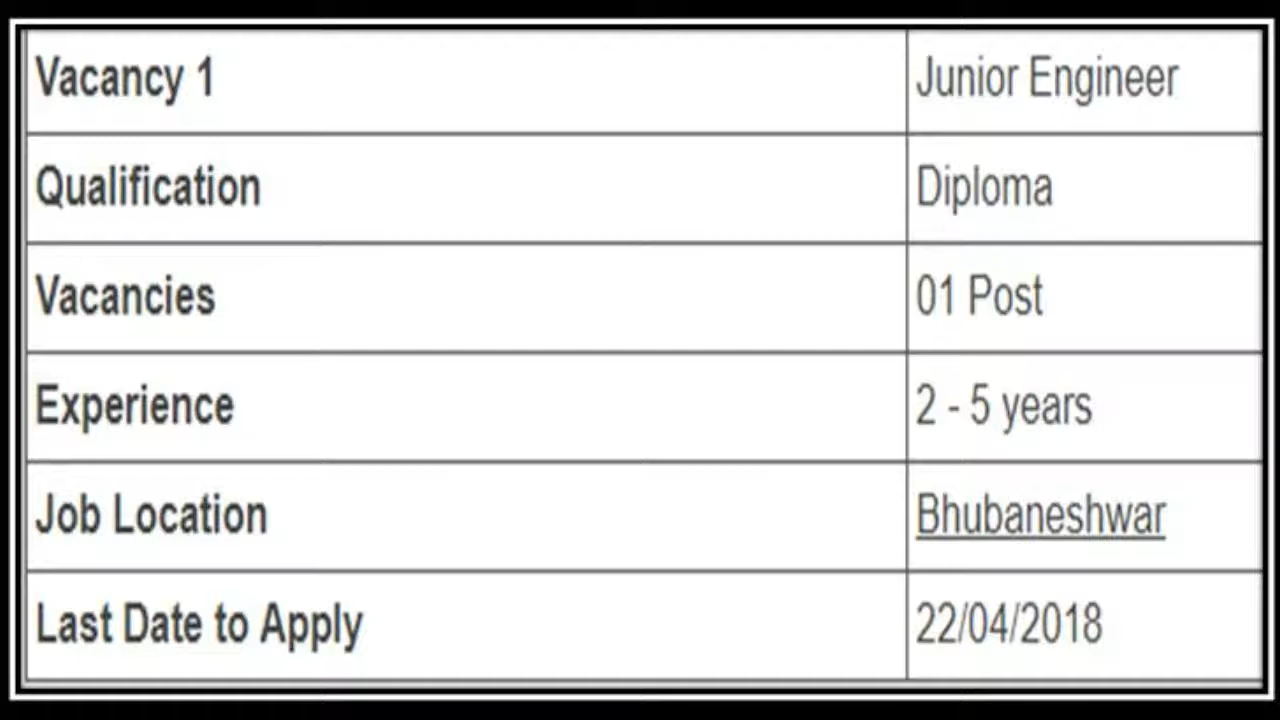 Vacancy 1 Junior Engineer
Qualification Diploma
Vacancies 01 Post
Experience 2 - 5 years
Job Location Bhubaneshwar
Last Date to Apply 22/04/2018